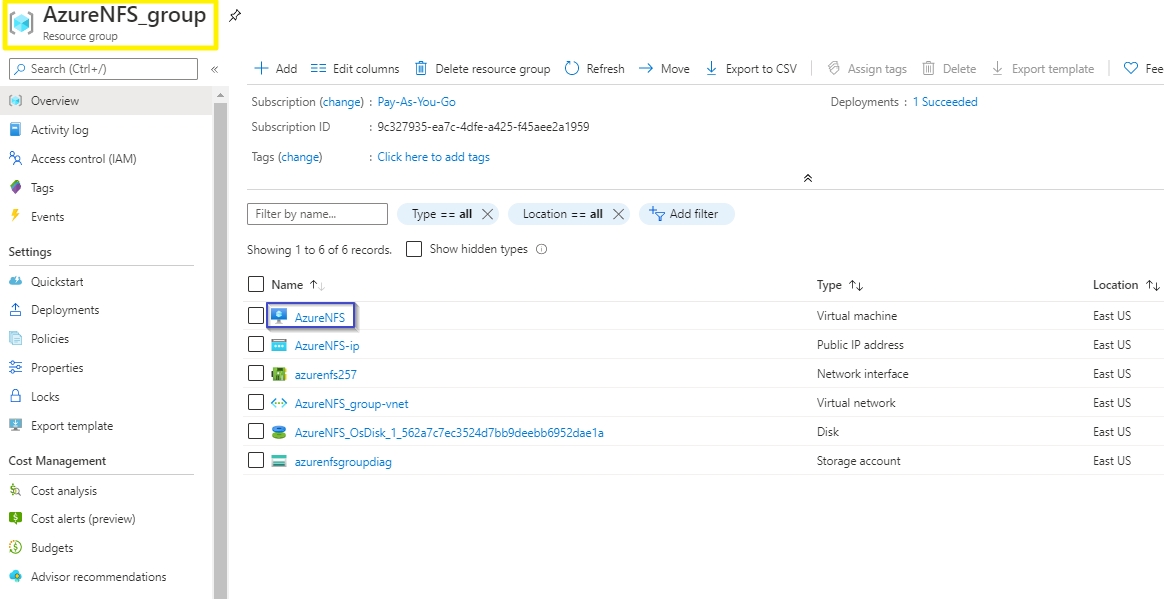 AzureNFS_group
Resource group
Search (Ctrl+/)
«
Add
Edit columns
Delete resource group
Refresh
Move
Export to CSV
Assign tags
Delete
Export template
Fee
Overview
Activity log
Access control (IAM)
Tags
Events
Settings
Quickstart
Deployments
Policies
Properties
Locks
Export template
Cost Management
Cost analysis
Cost alerts (preview)
Budgets
Advisor recommendations
Subscription (change) : Pay-As-You-Go
Deployments : 1 Succeeded
Subscription ID : 9c327935-ea7c-4dfe-a425-f45aee2a1959
Tags (change) : Click here to add tags
Filter by name...
Type == all
Location == all
Add filter
Showing 1 to 6 of 6 records.
Show hidden types
Name Type Location
AzureNFS Virtual machine East US
AzureNFS-ip Public IP address East US
azurenfs257 Network interface East US
AzureNFS_group-vnet Virtual network East US
AzureNFS_OsDisk_1_562a7c7ec3524d7bb9deebb6952dae1a Disk East US
azurenfsgroupdiag Storage account East US